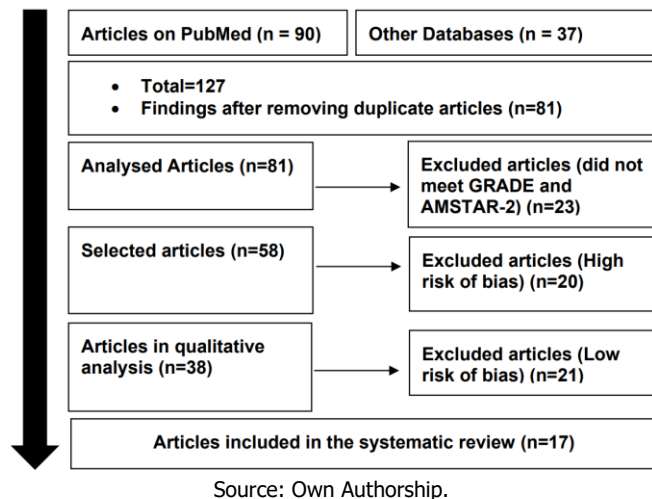 Articles on PubMed (n = 90)
Other Databases (n = 37)
• Total=127
• Findings after removing duplicate articles (n=81)
Analysed Articles (n=81)
Excluded articles (did not
meet GRADE and
AMSTAR-2) (n=23)
Selected articles (n=58)
Excluded articles (High
risk of bias) (n=20)
Articles in qualitative
analysis (n=38)
Excluded articles (Low
risk of bias) (n=21)
Articles included in the systematic review (n=17)
Source: Own Authorship.